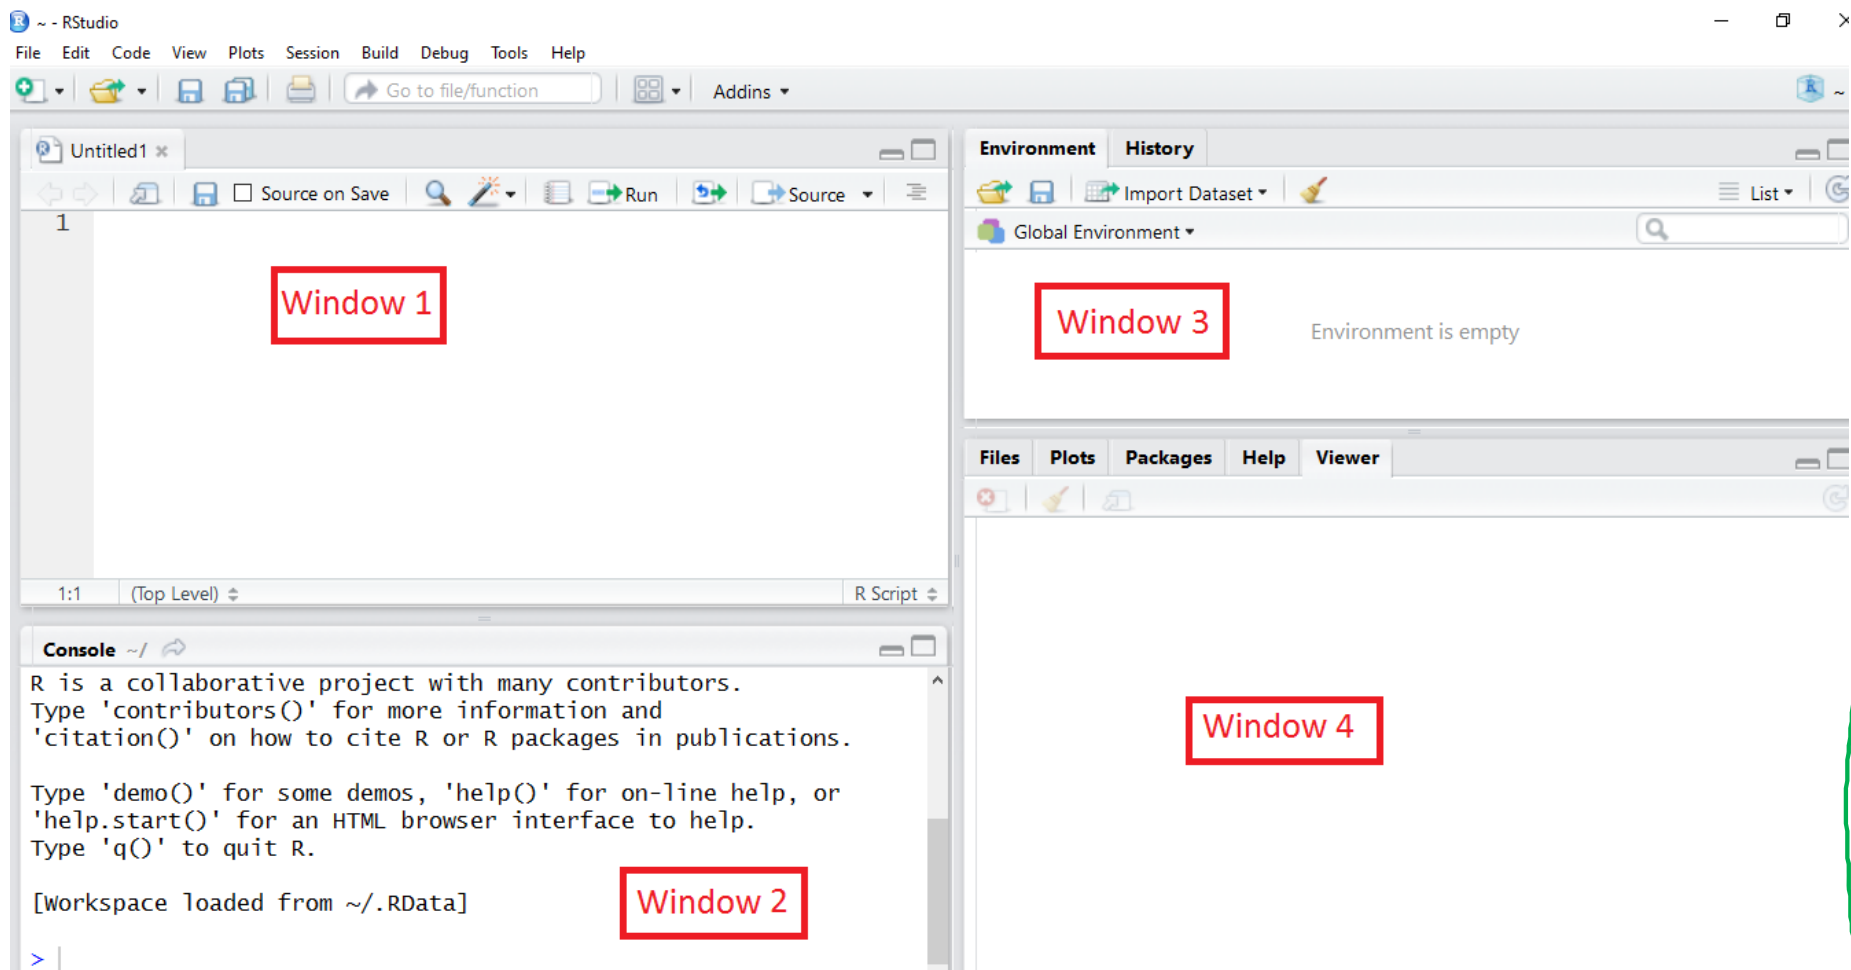 ~ - RStudio
File Edit Code View Plots Session Build Debug Tools Help
Go to file/function Addins ~
Untitled1
Source on Save Run Source
1
Window 1
1:1 (Top Level) R Script
Console ~/
R is a collaborative project with many contributors.
Type 'contributors()' for more information and
'citation()' on how to cite R or R packages in publications.
Type 'demo()' for some demos, 'help()' for on-line help, or
'help.start()' for an HTML browser interface to help.
Type 'q()' to quit R.
[Workspace loaded from ~/.RData]
Window 2
>
Environment History
Import Dataset List
Global Environment
Window 3
Environment is empty
Files Plots Packages Help Viewer
Window 4